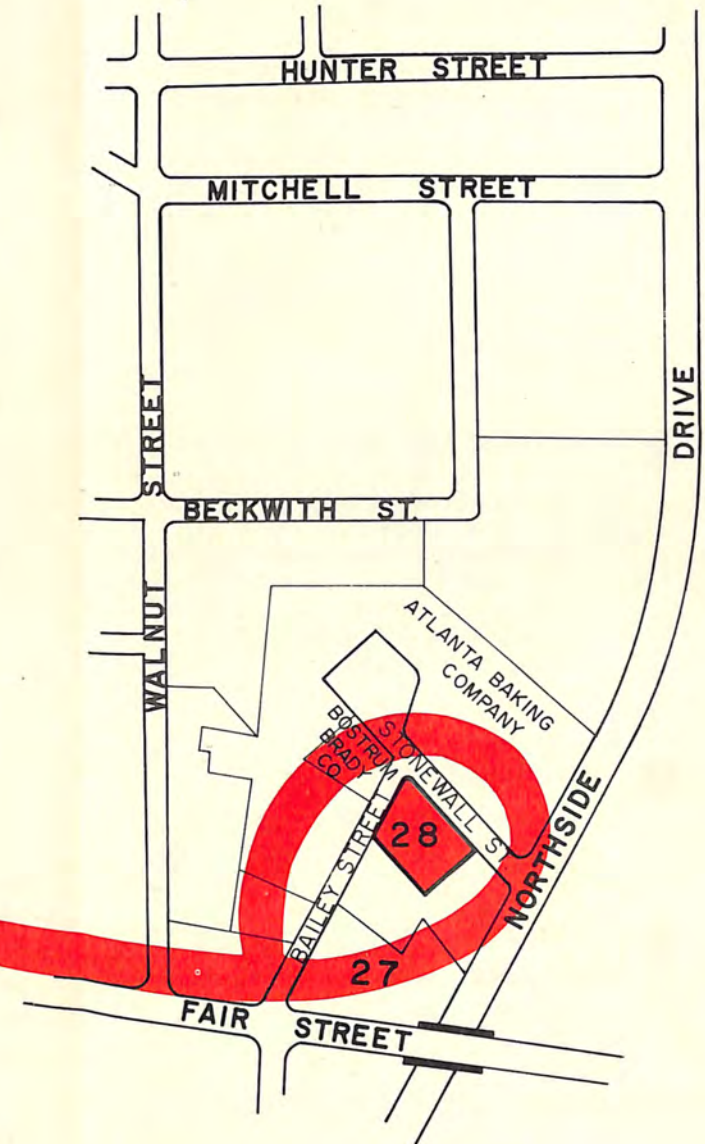 HUNTER STREET
MITCHELL STREET
DRIVE
STREET
BECKWITH ST.
WALNUT
ATLANTA BAKING
COMPANY
BOSTRUM
BRADY
CO
STONEWALL ST
28
BAILEY STREET
NORTHSIDE
27
FAIR STREET